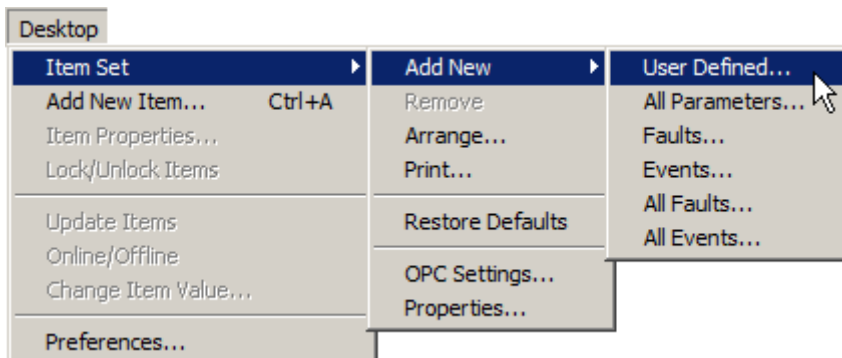 Desktop
Item Set
Add New Item... Ctrl+A
Item Properties...
Lock/Unlock Items
Update Items
Online/Offline
Change Item Value...
Preferences...
Add New
Remove
Arrange...
Print...
Restore Defaults
OPC Settings...
Properties...
User Defined...
All Parameters...
Faults...
Events...
All Faults...
All Events...